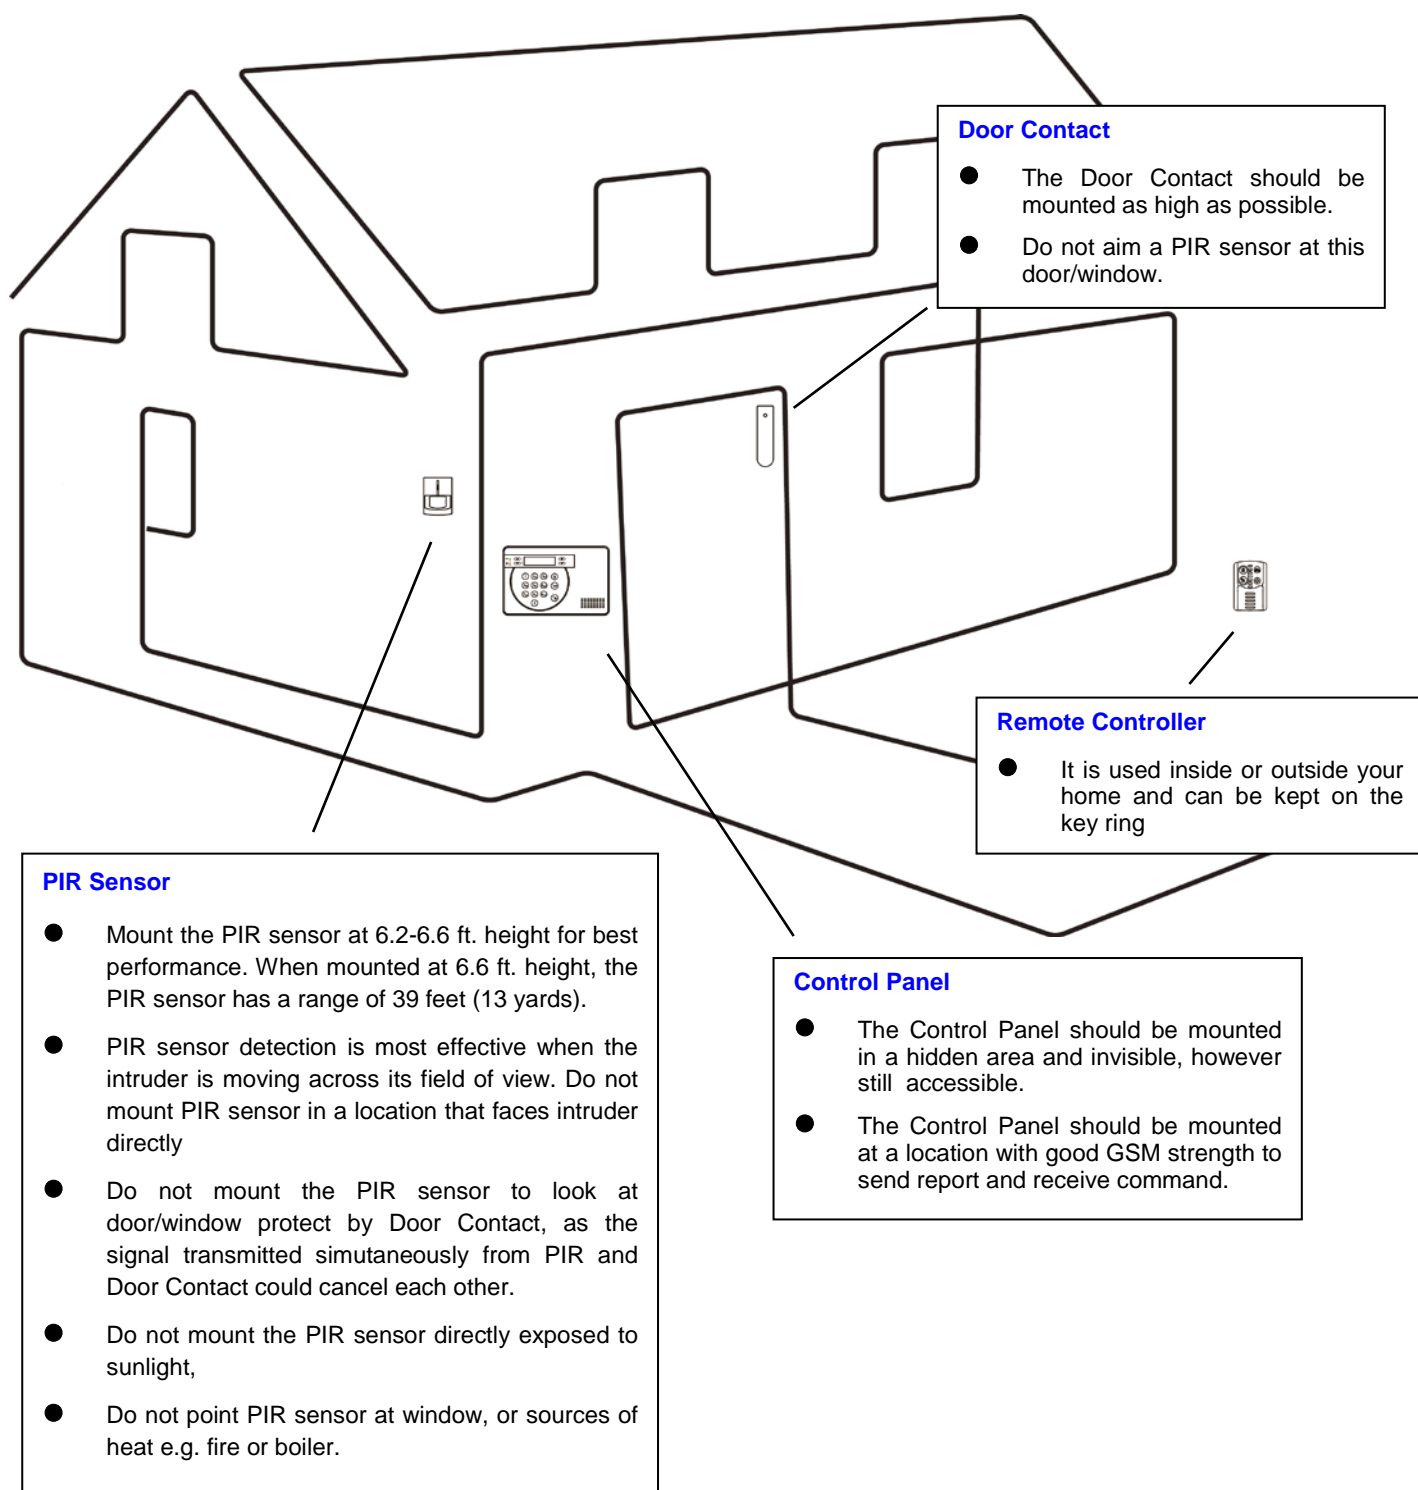 Door Contact
● The Door Contact should be
mounted as high as possible.
● Do not aim a PIR sensor at this
door/window.
Remote Controller
● It is used inside or outside your
home and can be kept on the
key ring
PIR Sensor
● Mount the PIR sensor at 6.2-6.6 ft. height for best
performance. When mounted at 6.6 ft. height, the
PIR sensor has a range of 39 feet (13 yards).
● PIR sensor detection is most effective when the
intruder is moving across its field of view. Do not
mount PIR sensor in a location that faces intruder
directly
● Do not mount the PIR sensor to look at
door/window protect by Door Contact, as the
signal transmitted simutaneously from PIR and
Door Contact could cancel each other.
● Do not mount the PIR sensor directly exposed to
sunlight,
● Do not point PIR sensor at window, or sources of
heat e.g. fire or boiler.
Control Panel
● The Control Panel should be mounted
in a hidden area and invisible, however
still accessible.
● The Control Panel should be mounted
at a location with good GSM strength to
send report and receive command.